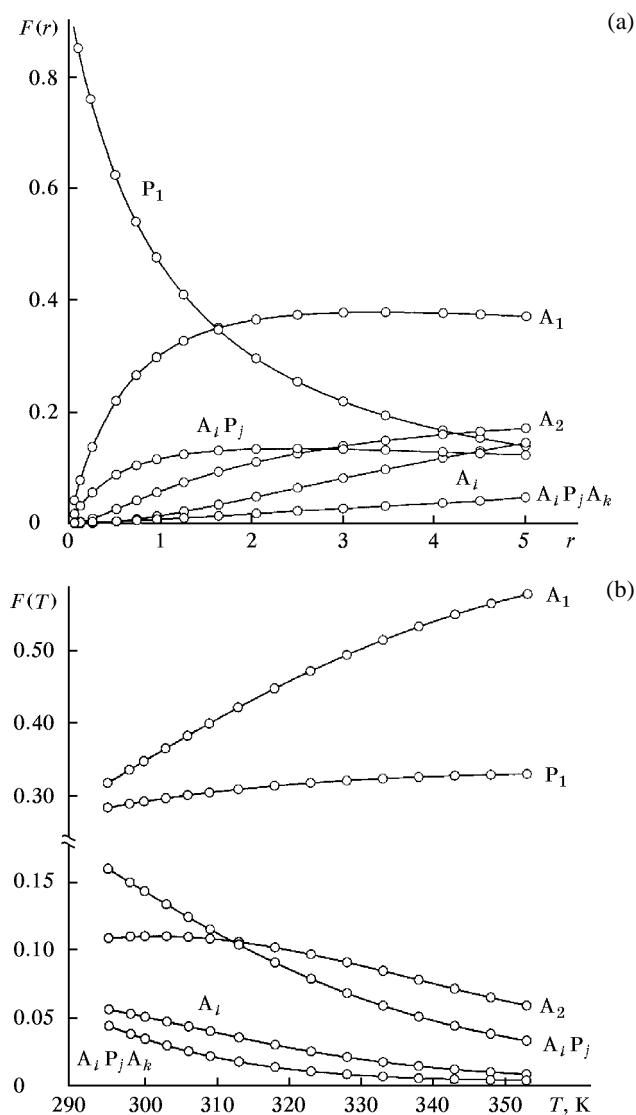 F(r)
(a)
0.8
P₁
0.6
0.4
A₁
AᵢPⱼ
A₂
0.2
Aᵢ
AᵢPⱼAₖ
0
0 1 2 3 4 5 r
F(T)
(b)
A₁
0.50
0.40
P₁
0.30
0.15
0.10
A₂
Aᵢ
0.05
AᵢPⱼ
AᵢPⱼAₖ
0
290 300 310 320 330 340 350 T, K